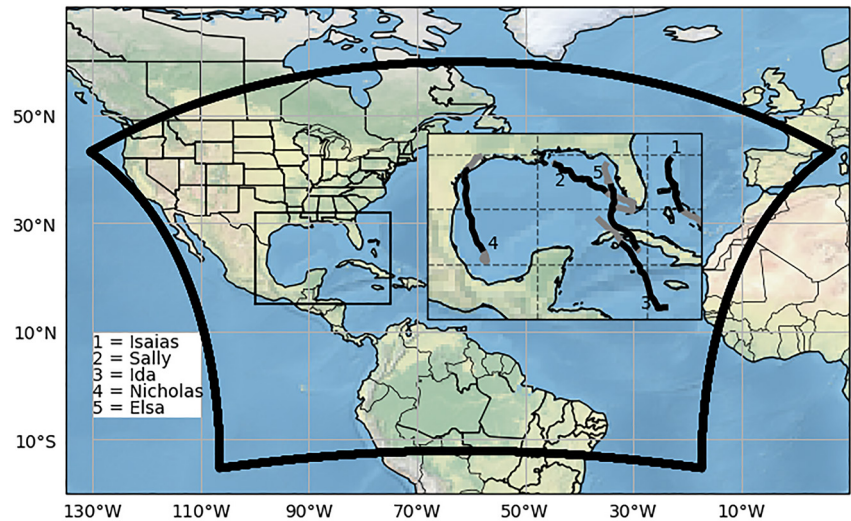 50°N
30°N
10°N
10°S
1
2
5
4
3
1 = Isaias
2 = Sally
3 = Ida
4 = Nicholas
5 = Elsa
130°W 110°W 90°W 70°W 50°W 30°W 10°W